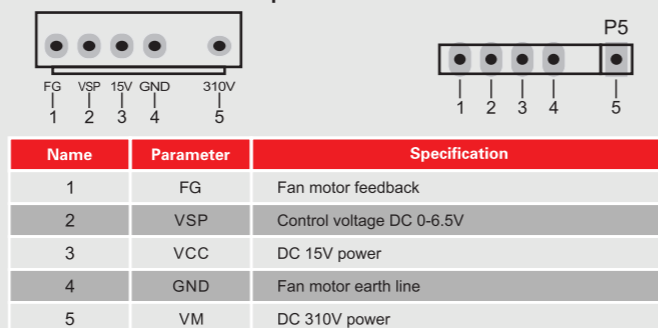 P5
FG VSP 15V GND 310V
1 2 3 4 5
1 2 3 4 5
Name Parameter Specification
1 FG Fan motor feedback
2 VSP Control voltage DC 0-6.5V
3 VCC DC 15V power
4 GND Fan motor earth line
5 VM DC 310V power